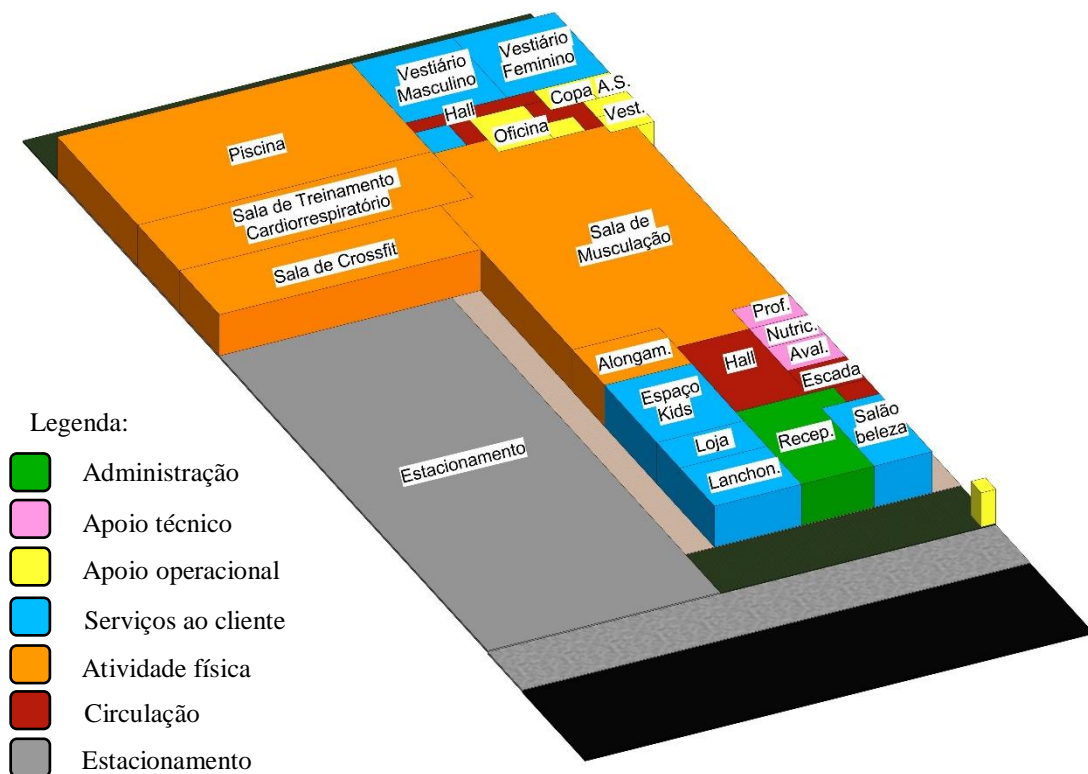 Vestiário
Feminino
Vestiário
Masculino
Copa
A.S.
Hall
Vest.
Oficina
Piscina
Sala de Treinamento
Cardiorrespiratório
Sala de
Musculação
Sala de Crossfit
Prof.
Nutric.
Aval.
Alongam.
Hall
Escada
Espaço
Kids
Salão
beleza
Loja
Recep.
Lanchon.
Estacionamento
Legenda:
Administração
Apoio técnico
Apoio operacional
Serviços ao cliente
Atividade física
Circulação
Estacionamento